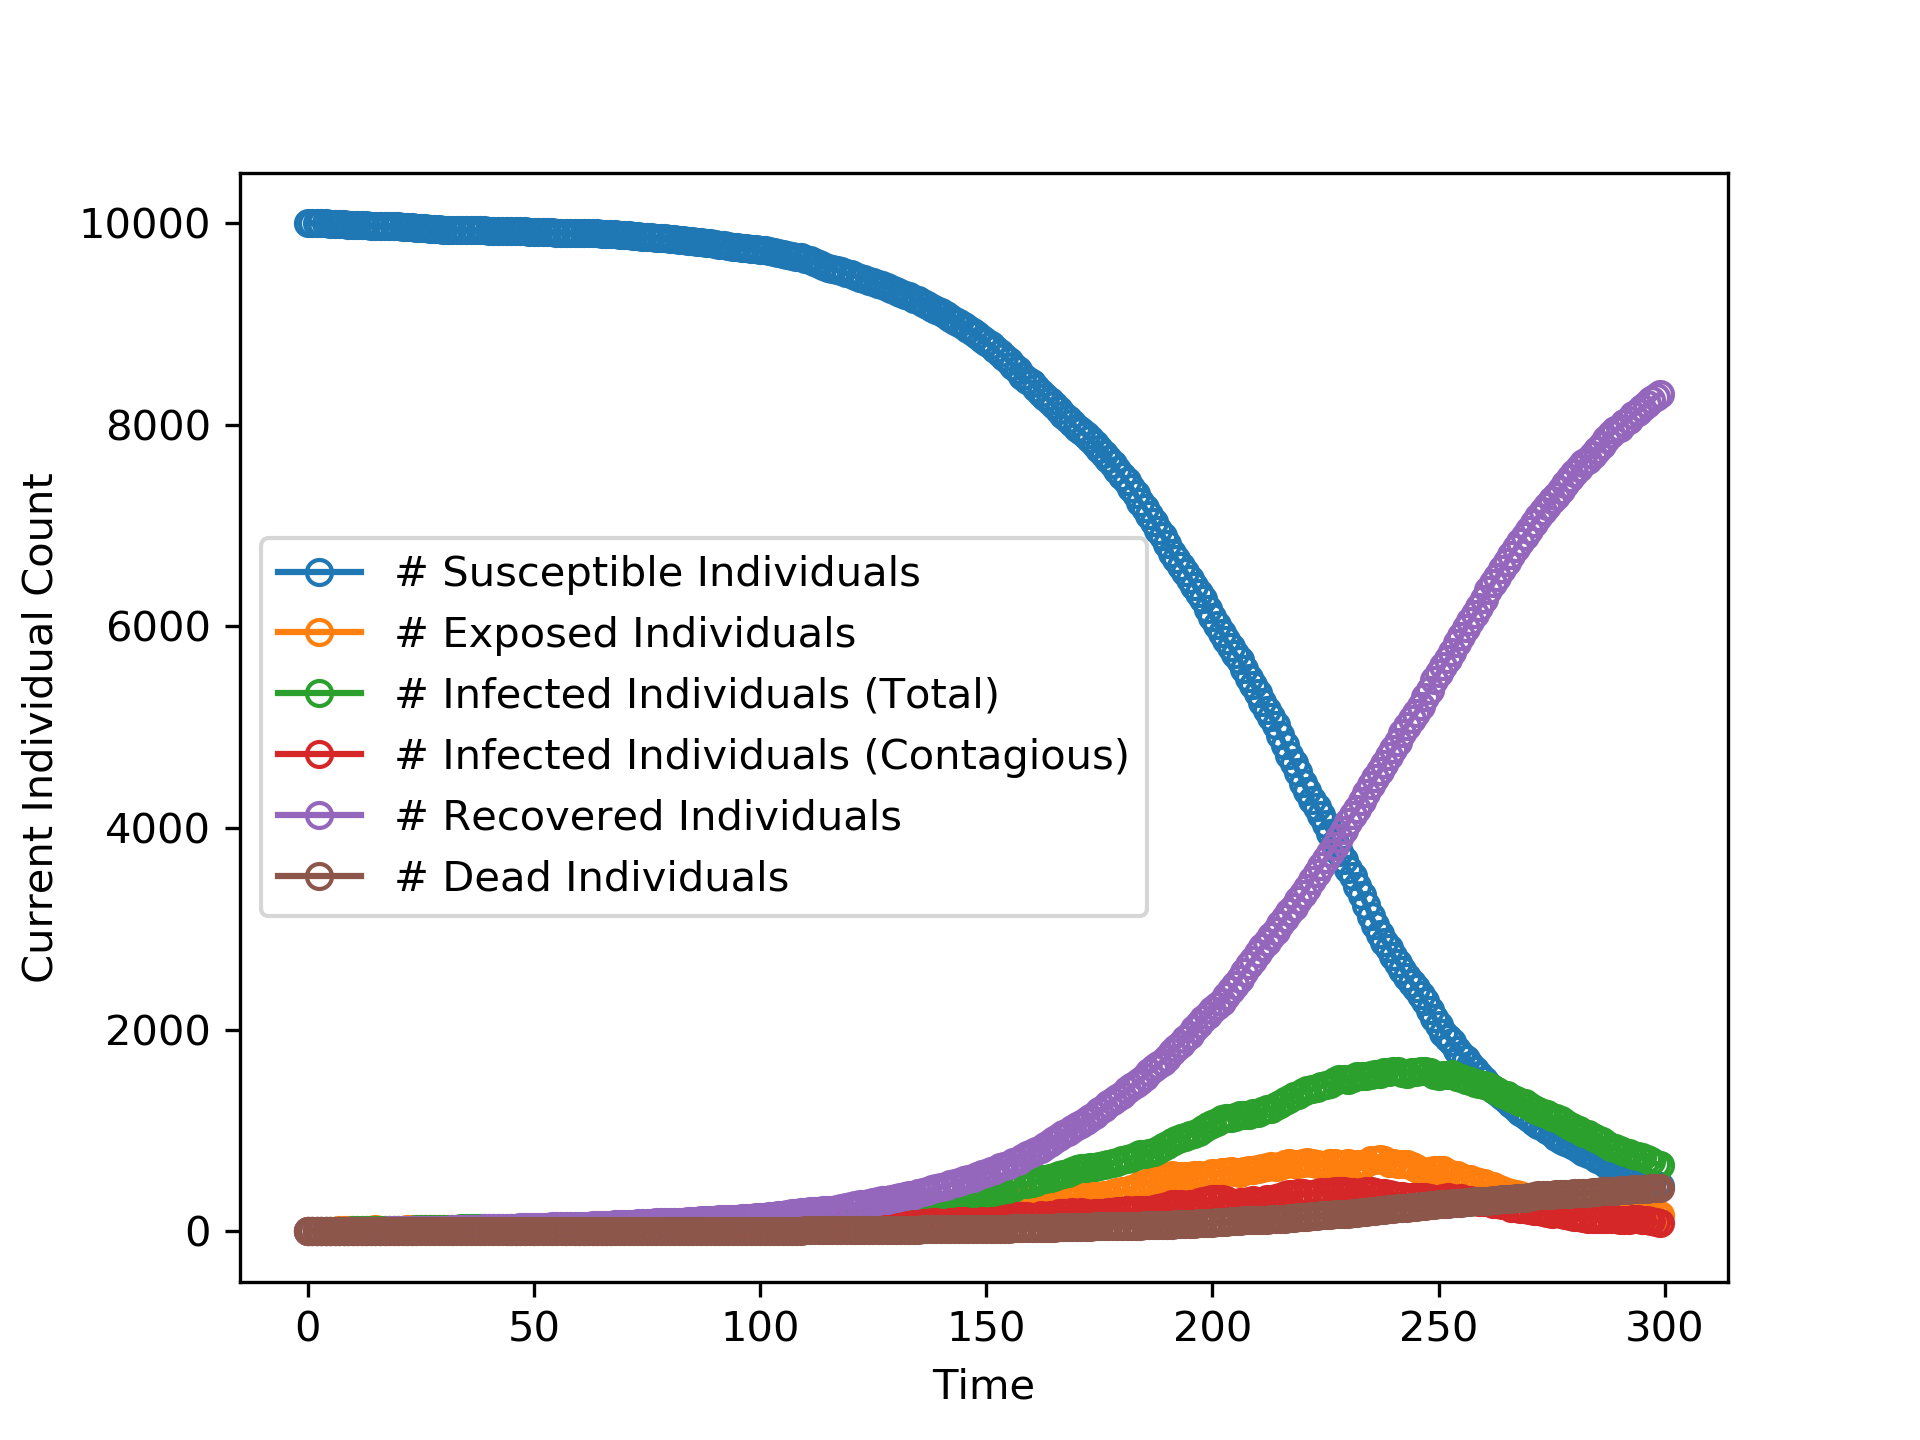 10000
8000
6000
4000
2000
0
Current Individual Count
# Susceptible Individuals
# Exposed Individuals
# Infected Individuals (Total)
# Infected Individuals (Contagious)
# Recovered Individuals
# Dead Individuals
0 50 100 150 200 250 300
Time